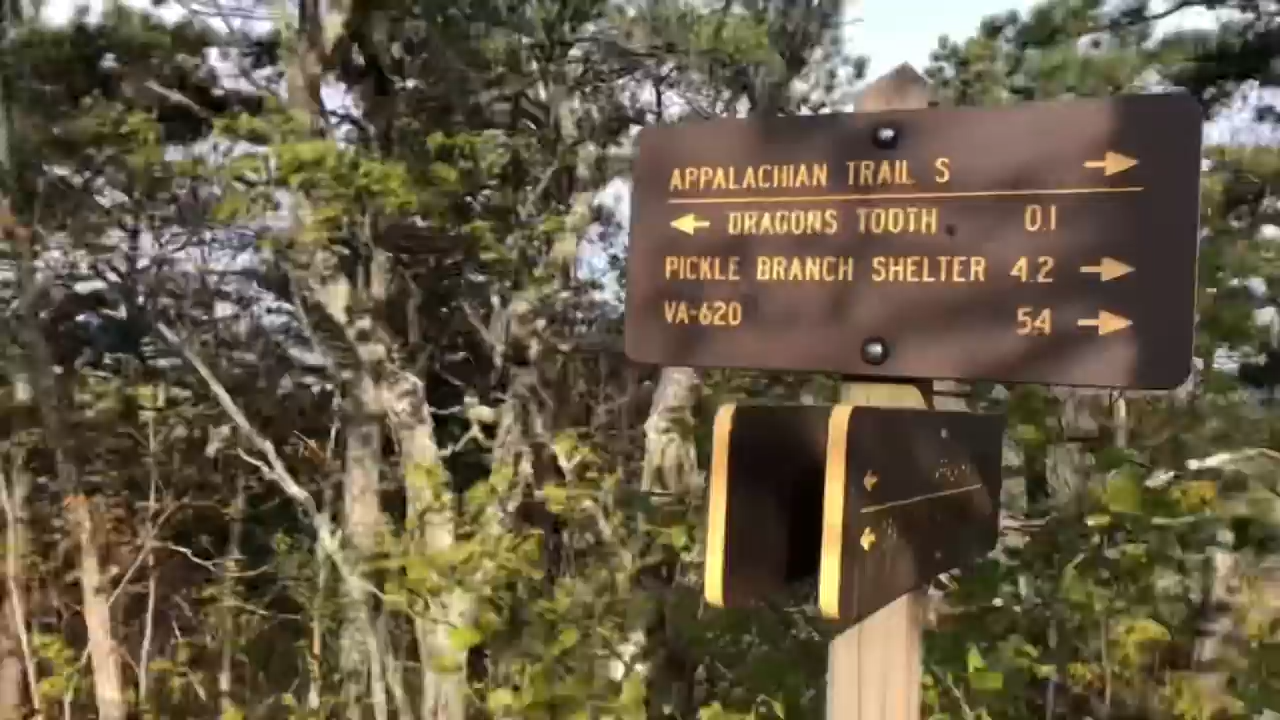 APPALACHIAN TRAIL S →
← DRAGONS TOOTH 0.1
PICKLE BRANCH SHELTER 4.2 →
VA-620 5.4 →